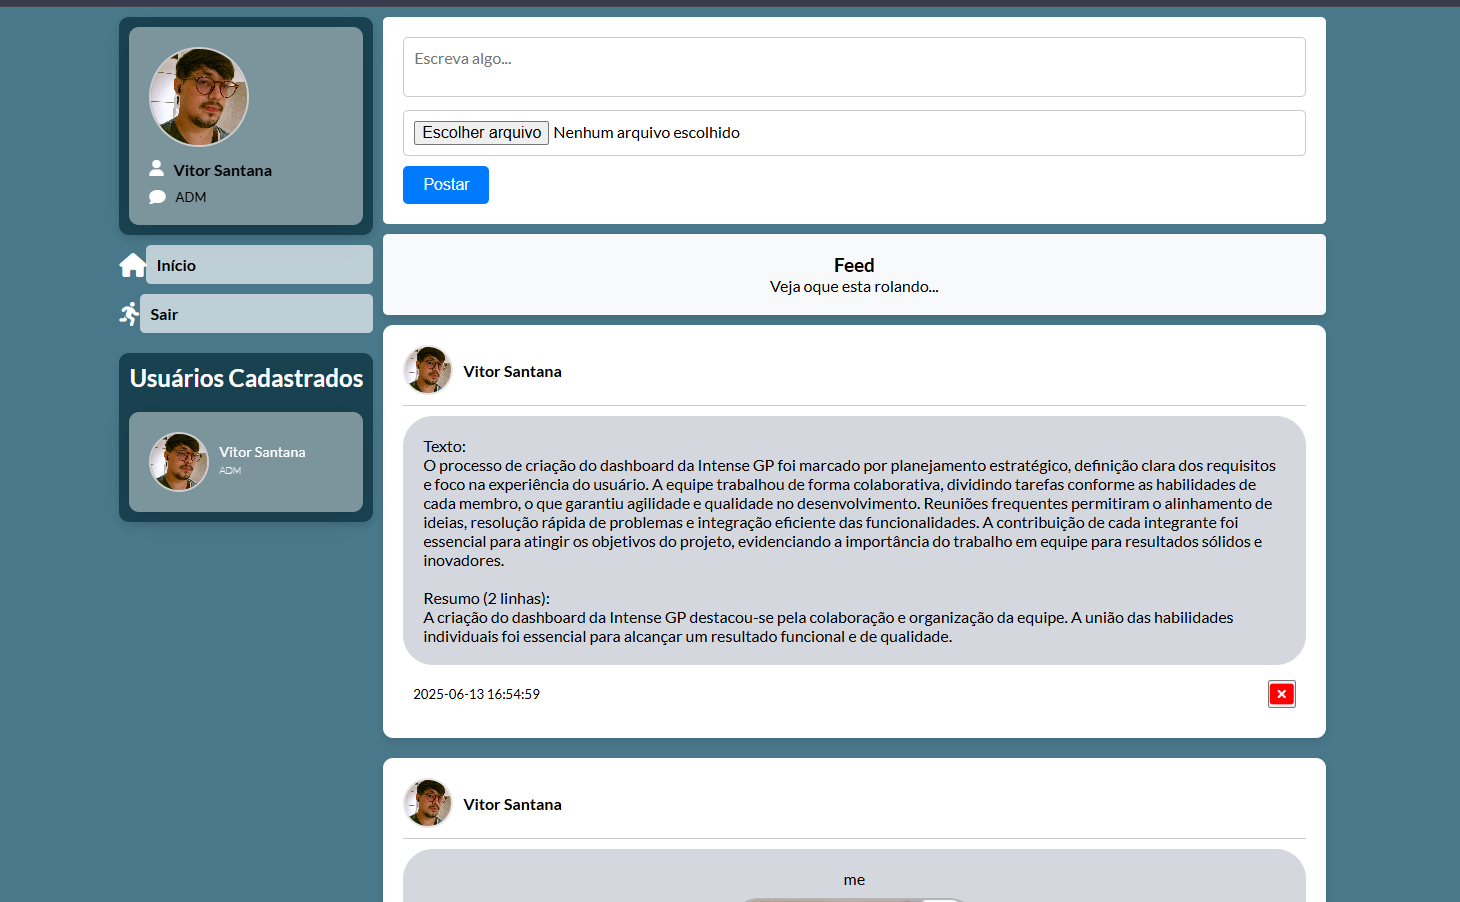 Vitor Santana
ADM
Início
Sair
Usuários Cadastrados
Vitor Santana
ADM
Escreva algo...
Escolher arquivo Nenhum arquivo escolhido
Postar
Feed
Veja oque esta rolando...
Vitor Santana
Texto:
O processo de criação do dashboard da Intense GP foi marcado por planejamento estratégico, definição clara dos requisitos
e foco na experiência do usuário. A equipe trabalhou de forma colaborativa, dividindo tarefas conforme as habilidades de
cada membro, o que garantiu agilidade e qualidade no desenvolvimento. Reuniões frequentes permitiram o alinhamento de
ideias, resolução rápida de problemas e integração eficiente das funcionalidades. A contribuição de cada integrante foi
essencial para atingir os objetivos do projeto, evidenciando a importância do trabalho em equipe para resultados sólidos e
inovadores.
Resumo (2 linhas):
A criação do dashboard da Intense GP destacou-se pela colaboração e organização da equipe. A união das habilidades
individuais foi essencial para alcançar um resultado funcional e de qualidade.
2025-06-13 16:54:59
Vitor Santana
me